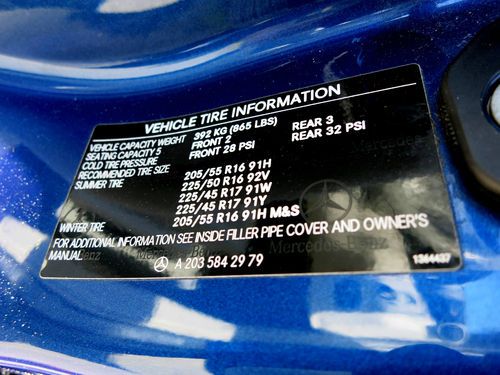 VEHICLE TIRE INFORMATION
VEHICLE CAPACITY WEIGHT 392 KG (865 LBS)
SEATING CAPACITY 5 FRONT 2 REAR 3
COLD TIRE PRESSURE FRONT 28 PSI REAR 32 PSI
RECOMMENDED TIRE SIZE
SUMMER TIRE 205/55 R16 91H
225/50 R16 92V
225/45 R17 91W
225/45 R17 91Y
WINTER TIRE 205/55 R16 91H M&S
FOR ADDITIONAL INFORMATION SEE INSIDE FILLER PIPE COVER AND OWNER'S
MANUAL
Mercedes-Benz
A 203 584 29 79
1364437